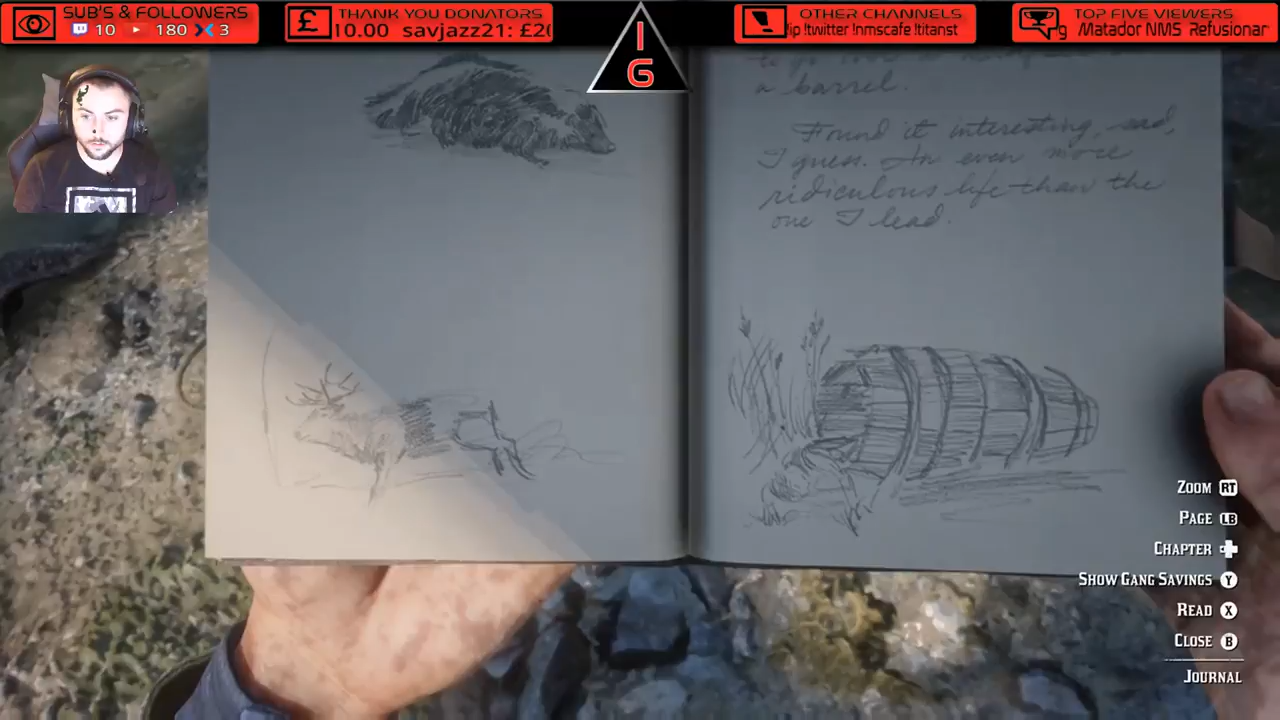 SUB'S & FOLLOWERS
10 180 3
THANK YOU DONATORS
10.00 savjazz21: £20
I
G
OTHER CHANNELS
lip !twitter !nmscafe !titanst
TOP FIVE VIEWERS
g Matador NMS Refusionar
a barrel.
Found it interesting, sad,
I guess. An even more
ridiculous life than the
one I lead.
ZOOM RT
PAGE LB
CHAPTER
SHOW GANG SAVINGS Y
READ X
CLOSE B
JOURNAL